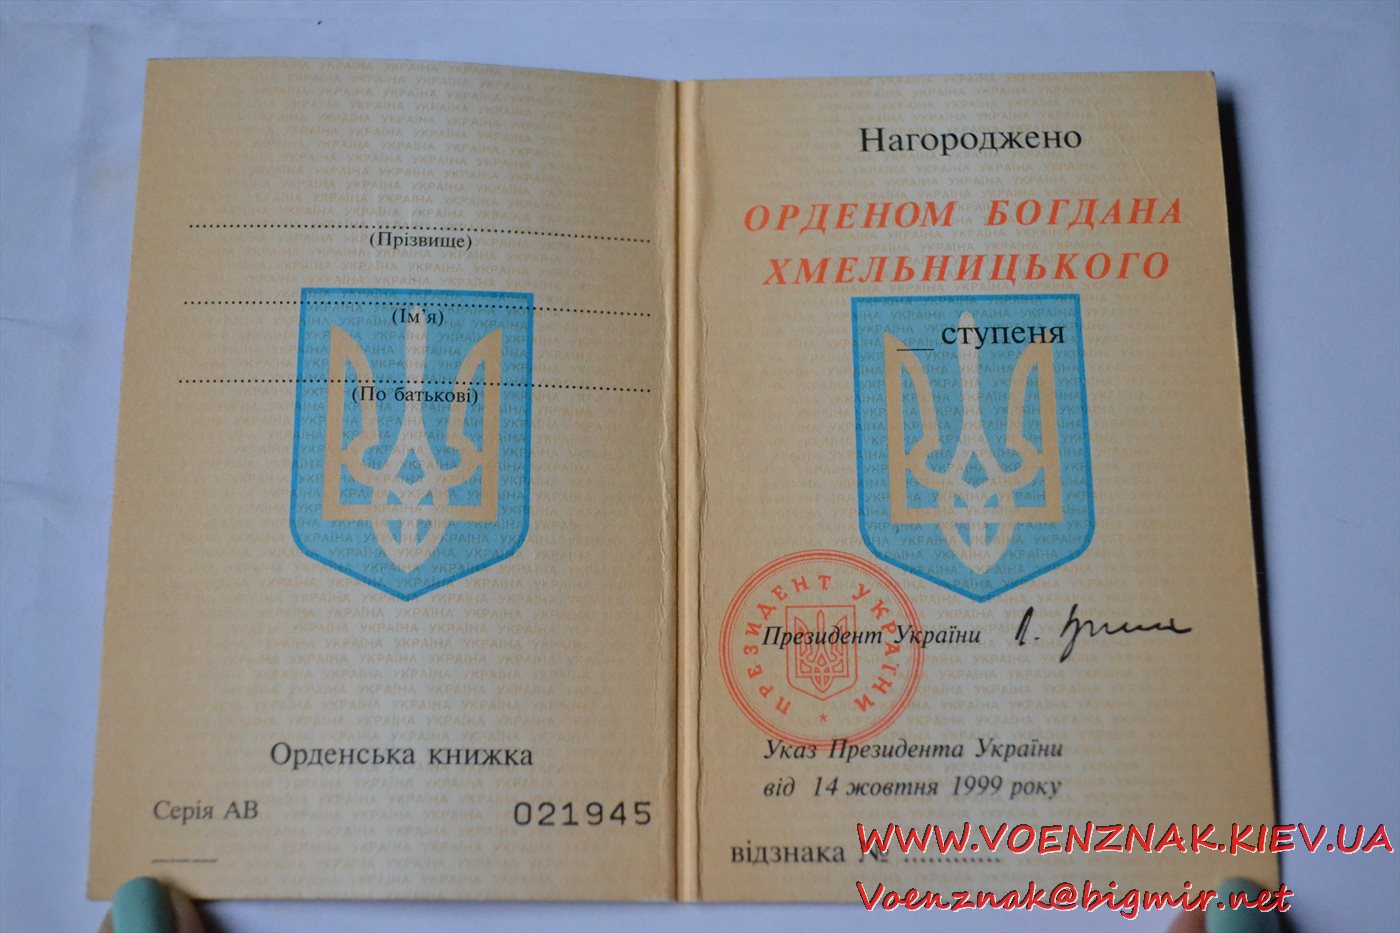 (Прізвище)
(Ім'я)
(По батькові)
Орденська книжка
Серія АВ
021945
Нагороджено
ОРДЕНОМ БОГДАНА
ХМЕЛЬНИЦЬКОГО
__ ступеня
ПРЕЗИДЕНТ УКРАЇНИ
Президент України
Указ Президента України
від 14 жовтня 1999 року
відзнака № ............
WWW.VOENZNAK.KIEV.UA
Voenznak@bigmir.net